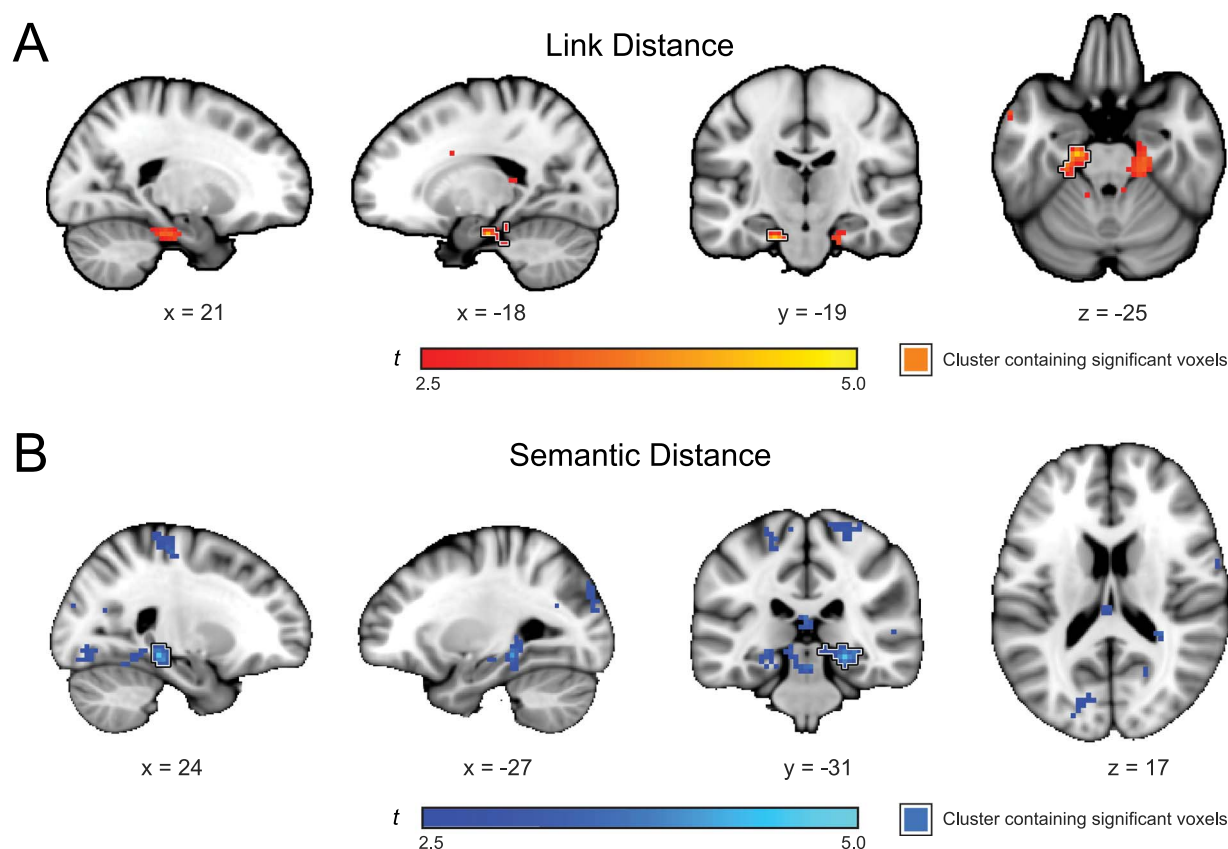 A
Link Distance
x = 21
x = -18
y = -19
z = -25
t
2.5
5.0
Cluster containing significant voxels
B
Semantic Distance
x = 24
x = -27
y = -31
z = 17
t
2.5
5.0
Cluster containing significant voxels